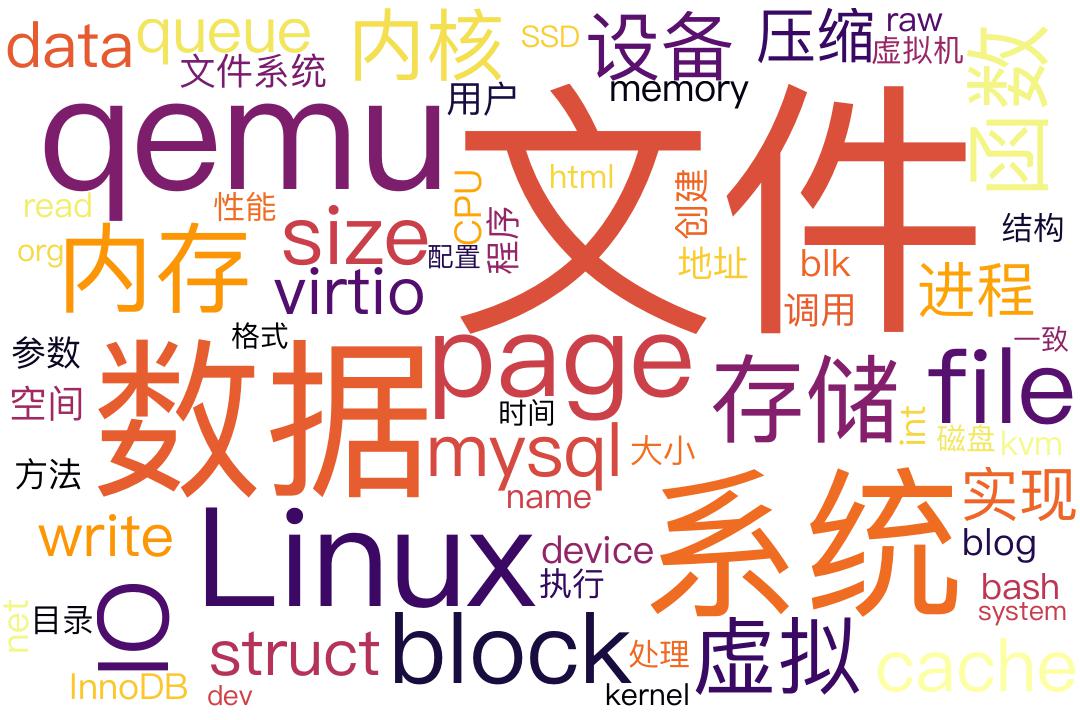 data
queue
内核
SSD
设备
压缩
raw
虚拟机
文件系统
函数
用户
memory
qemu
文件
html
CPU
创建
read
性能
org
内存
size
程序
配置
结构
地址
blk
进程
virtio
调用
格式
参数
一致
数据
page
存储
file
空间
时间
int
磁盘
kvm
mysql
大小
方法
name
系统
实现
write
Linux
device
blog
执行
bash
system
net
目录
IO
struct
block
处理
虚拟
cache
InnoDB
dev
kernel